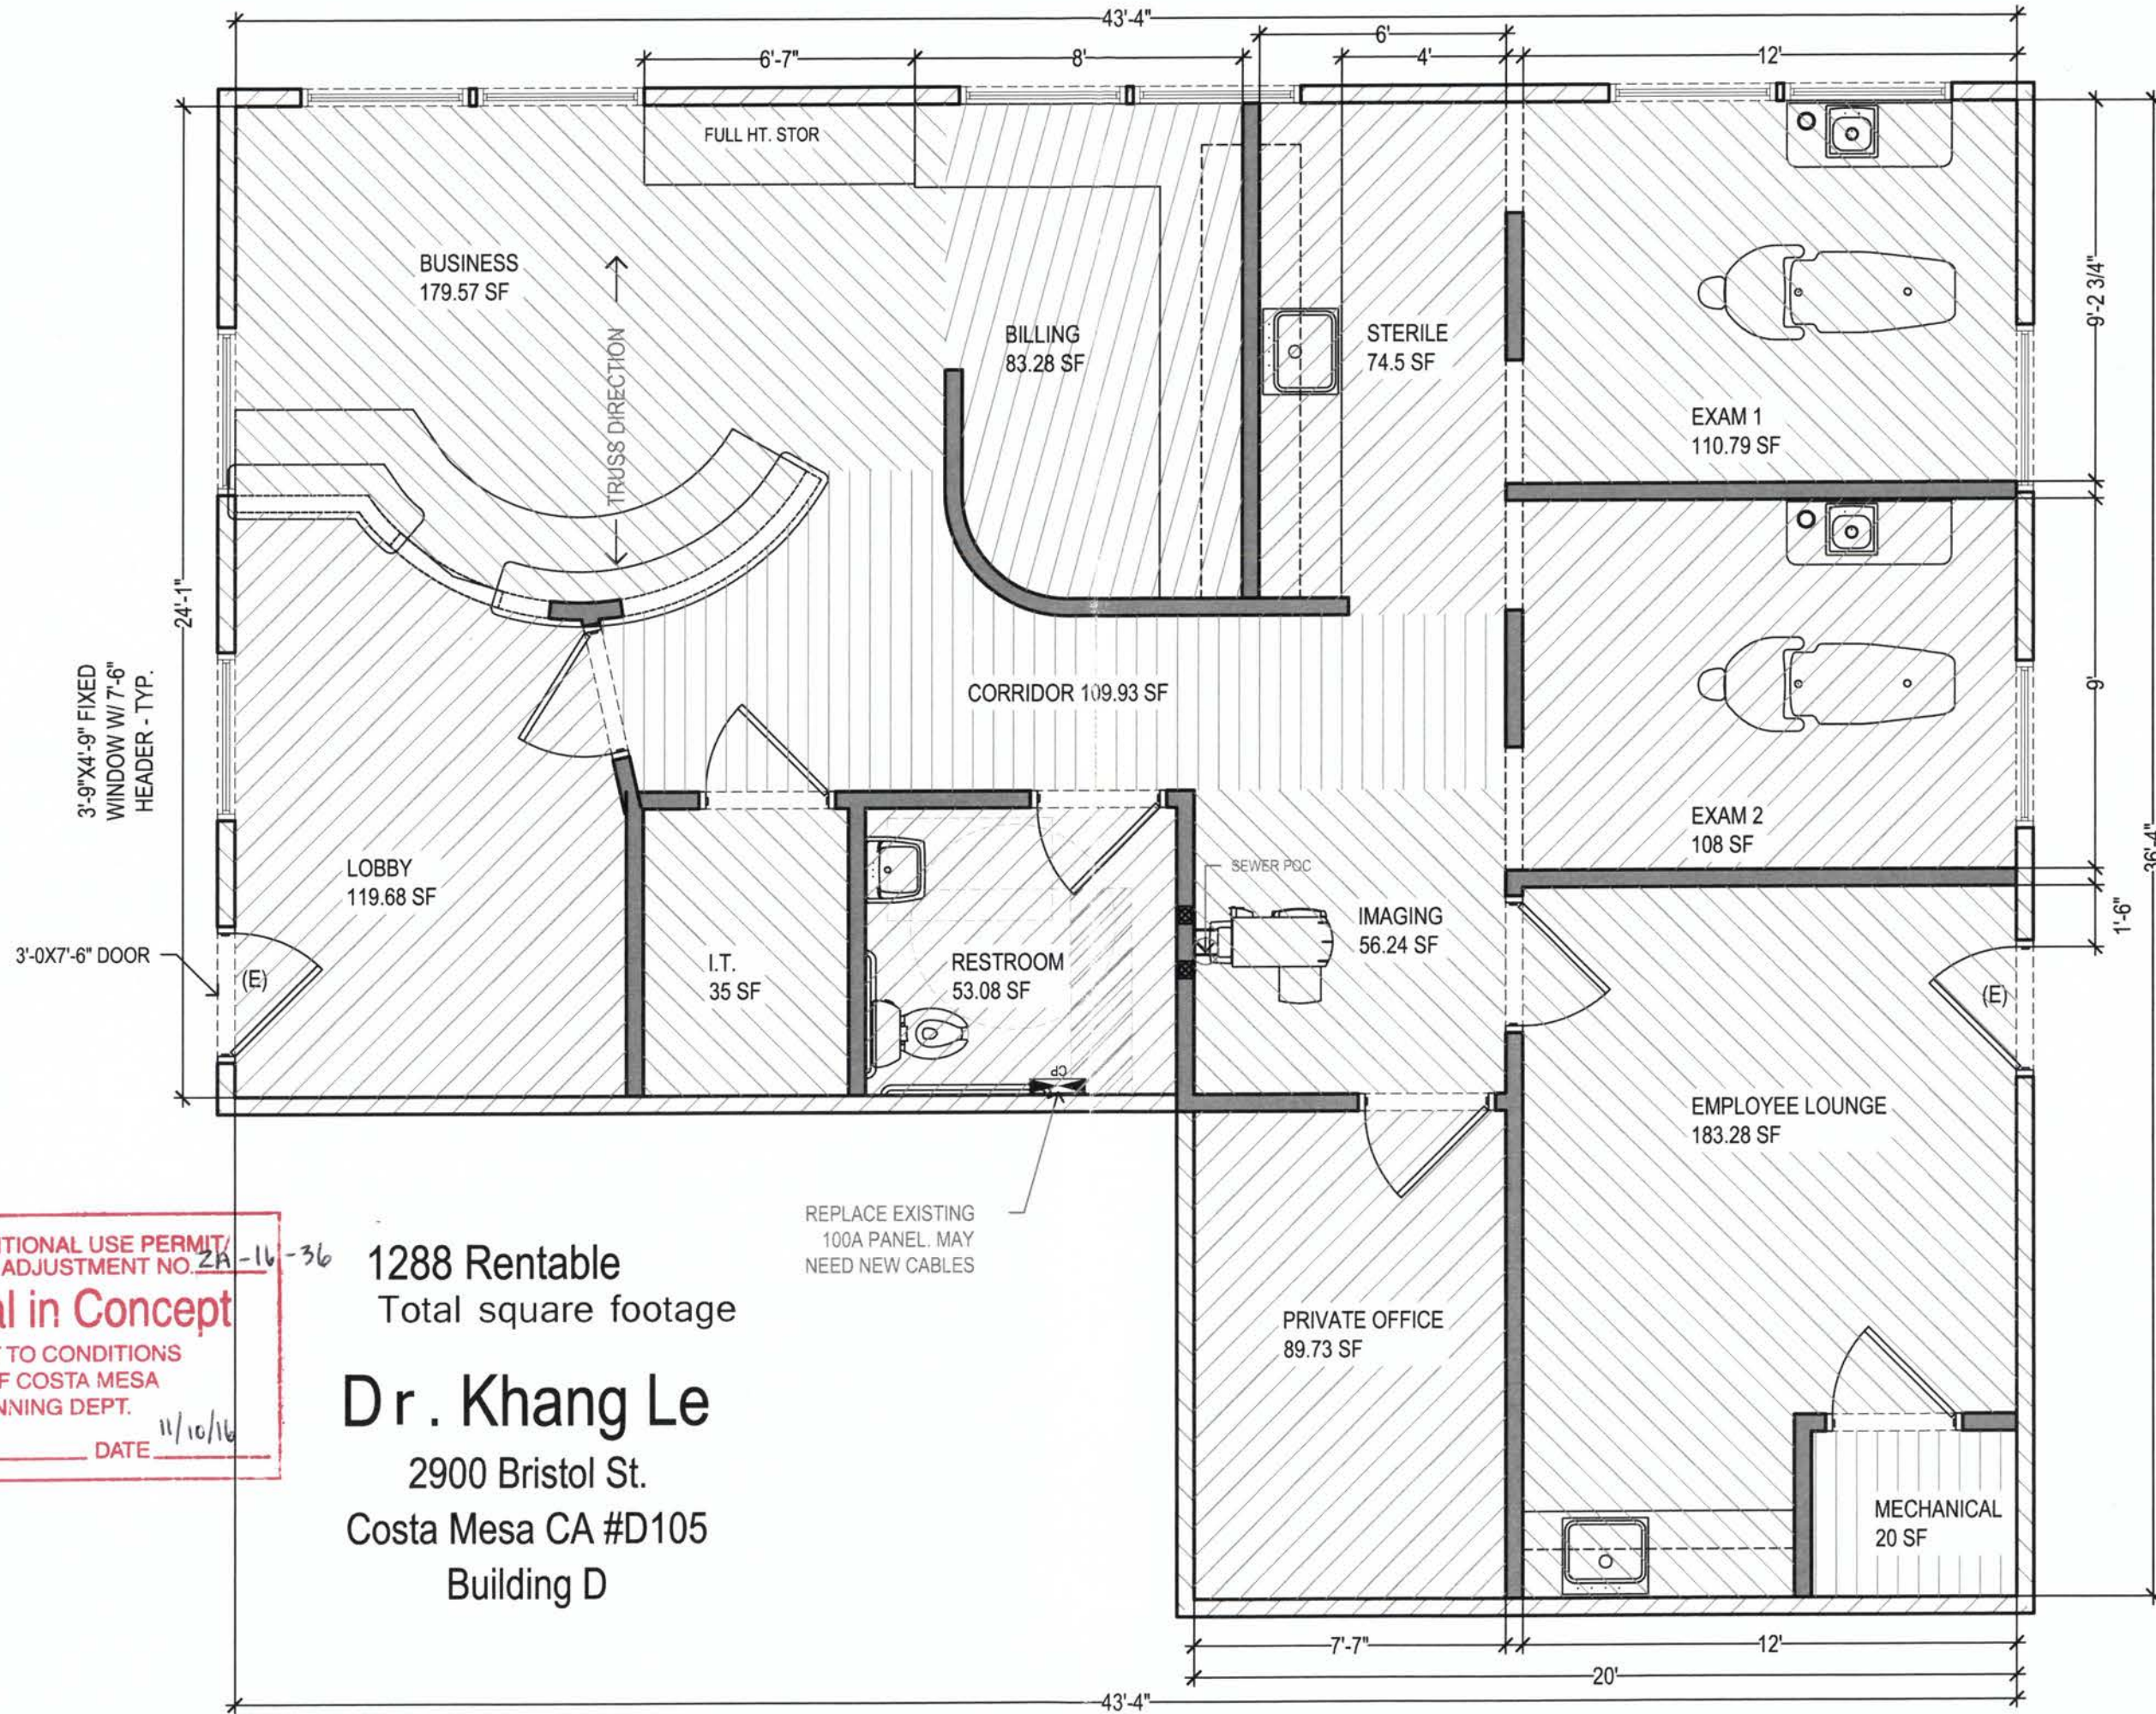 43'-4"
6'
6'-7"
8'
4'
12'
FULL HT. STOR
BUSINESS
179.57 SF
TRUSS DIRECTION
BILLING
83.28 SF
STERILE
74.5 SF
EXAM 1
110.79 SF
9'-2 3/4"
24'-1"
3'-9"X4'-9" FIXED
WINDOW W/ 7'-6"
HEADER - TYP.
CORRIDOR 109.93 SF
9'
EXAM 2
108 SF
36'-4"
LOBBY
119.68 SF
SEWER POC
IMAGING
56.24 SF
1'-6"
3'-0X7'-6" DOOR
(E)
I.T.
35 SF
RESTROOM
53.08 SF
(E)
CP
EMPLOYEE LOUNGE
183.28 SF
REPLACE EXISTING
100A PANEL. MAY
NEED NEW CABLES
ITIONAL USE PERMIT/
ADJUSTMENT NO. ZA-16-36
al in Concept
TO CONDITIONS
F COSTA MESA
NNING DEPT.
DATE 11/10/16
1288 Rentable
Total square footage
Dr. Khang Le
2900 Bristol St.
Costa Mesa CA #D105
Building D
PRIVATE OFFICE
89.73 SF
MECHANICAL
20 SF
7'-7"
12'
20'
43'-4"